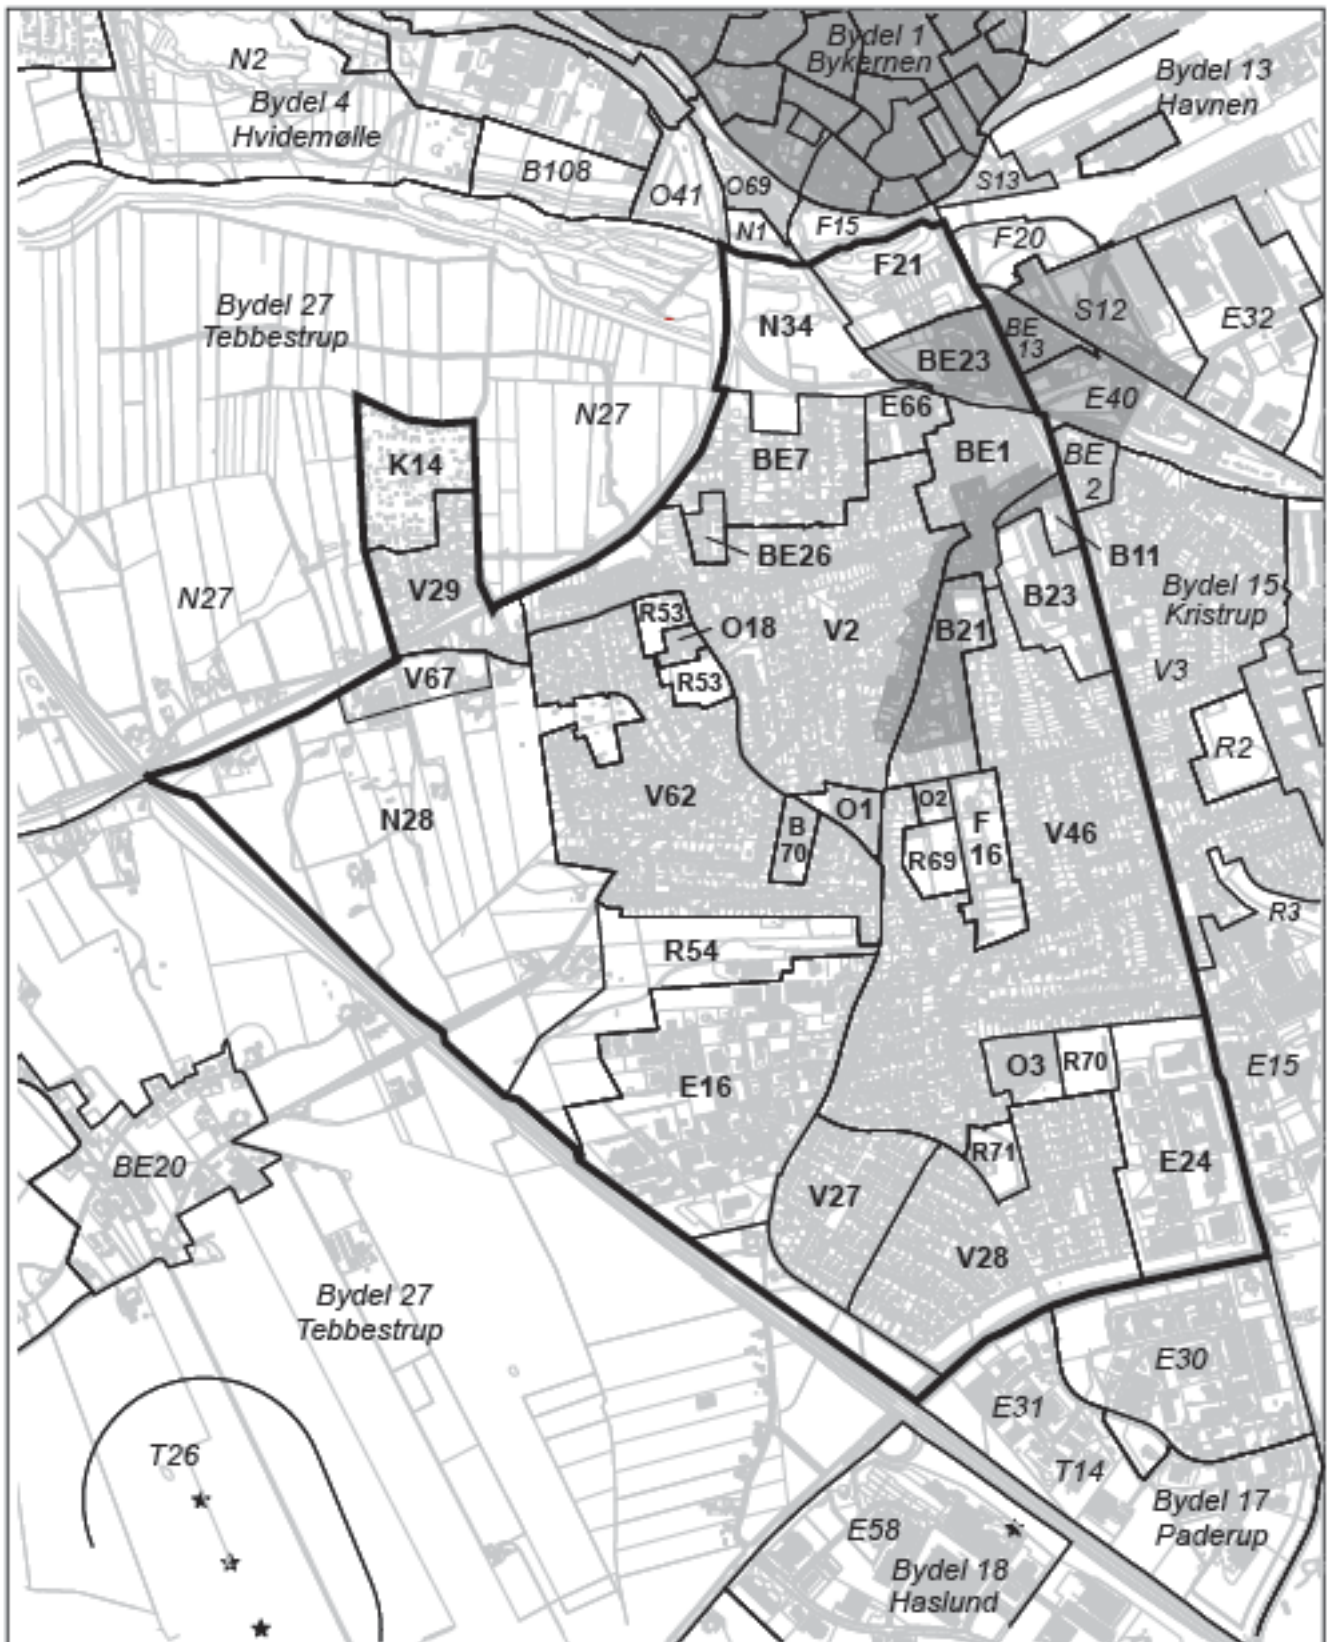 Bydel 1
Bykernen
N2
Bydel 13
Havnen
Bydel 4
Hvidemølle
B108
O41
O69
S13
N1
F15
F20
F21
Bydel 27
Tebbestrup
N34
S12
E32
BE
13
BE23
E40
N27
E66
K14
BE7
BE1
BE
2
BE26
B11
N27
V29
R53
O18
V2
B21
B23
Bydel 15
Kristrup
V67
R53
V3
R2
N28
V62
B
70
O1
O2
F
16
R69
V46
R3
R54
E16
O3
R70
E15
BE20
R71
E24
V27
V28
Bydel 27
Tebbestrup
E30
E31
T26
T14
Bydel 17
Paderup
E58
Bydel 18
Haslund